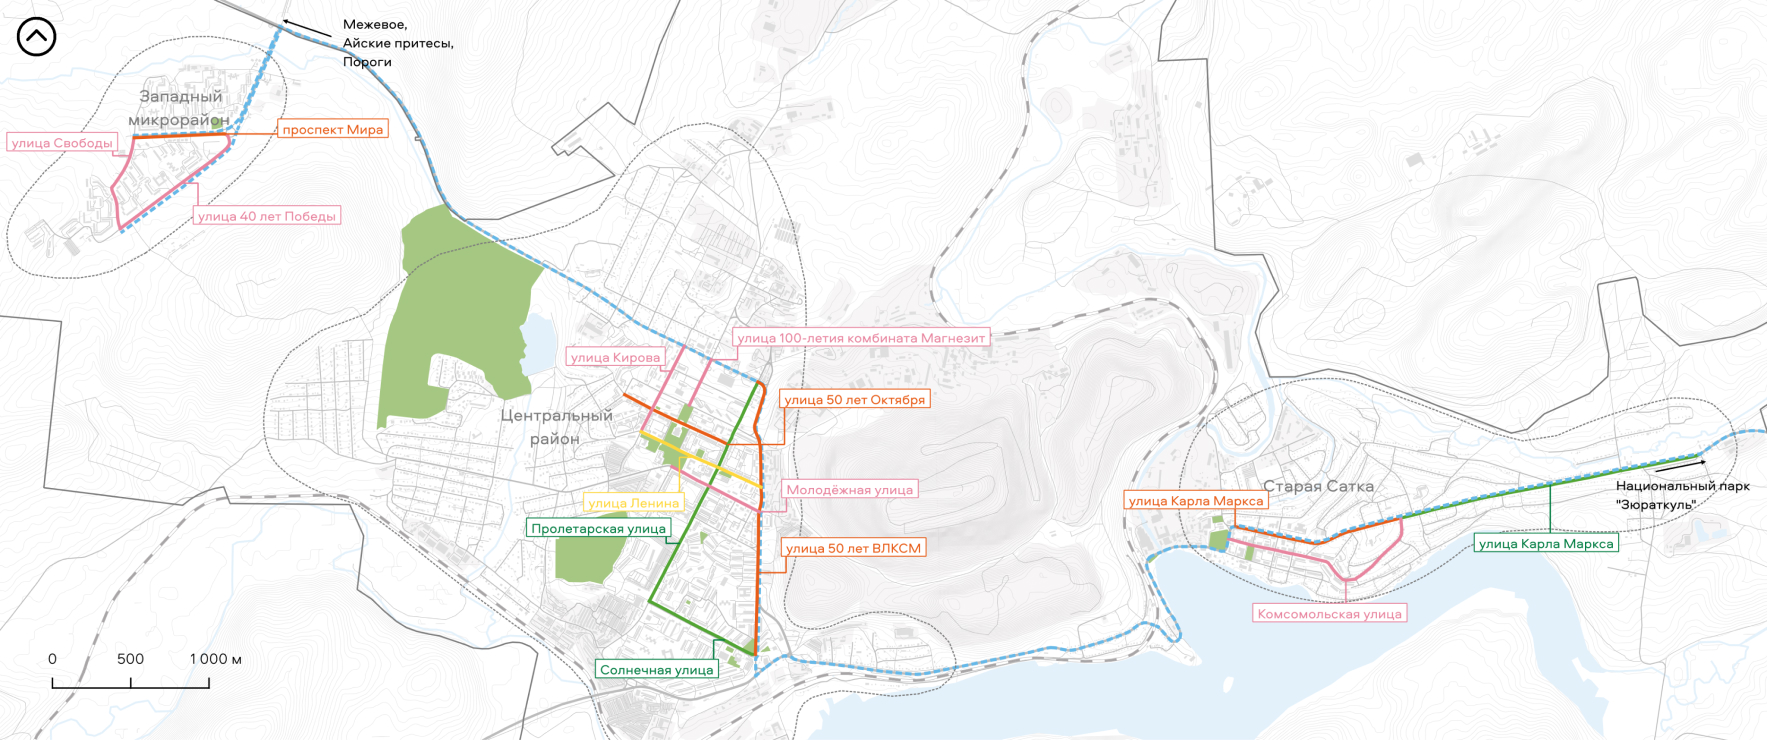 Межевое,
Айские притесы,
Пороги
Западный
микрорайон
проспект Мира
улица Свободы
улица 40 лет Победы
улица 100-летия комбината Магнезит
улица Кирова
улица 50 лет Октября
Центральный
район
Молодёжная улица
улица Ленина
Пролетарская улица
улица 50 лет ВЛКСМ
Солнечная улица
Старая Сатка
улица Карла Маркса
Национальный парк
"Зюраткуль"
улица Карла Маркса
Комсомольская улица
0 500 1 000 м